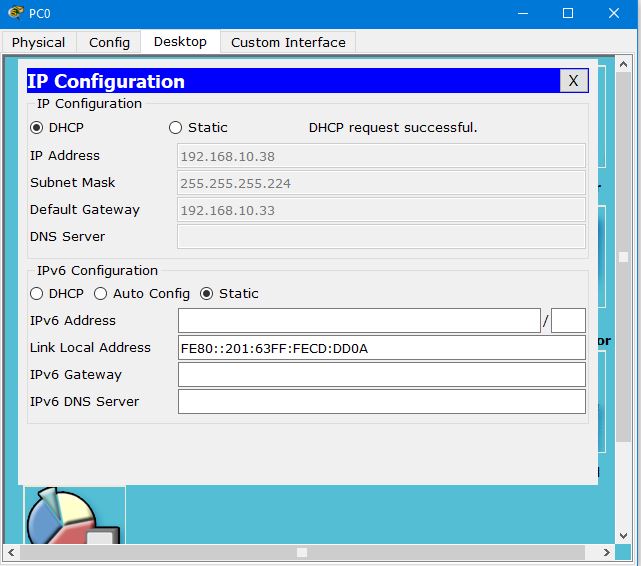 PC0
Physical Config Desktop Custom Interface
IP Configuration X
IP Configuration
DHCP Static DHCP request successful.
IP Address 192.168.10.38
Subnet Mask 255.255.255.224
Default Gateway 192.168.10.33
DNS Server
IPv6 Configuration
DHCP Auto Config Static
IPv6 Address /
Link Local Address FE80::201:63FF:FECD:DD0A
IPv6 Gateway
IPv6 DNS Server
or